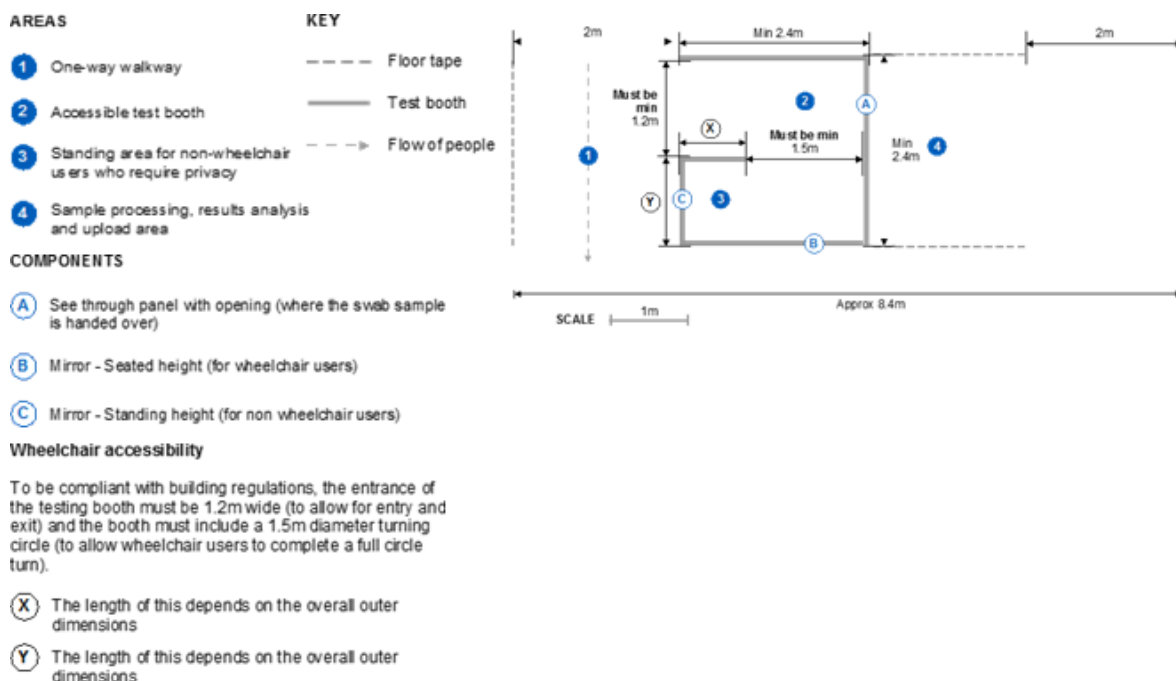 AREAS
1 One-way walkway
2 Accessible test booth
3 Standing area for non-wheelchair
users who require privacy
4 Sample processing, results analysis
and upload area
KEY
Floor tape
Test booth
Flow of people
COMPONENTS
A See through panel with opening (where the swab sample
is handed over)
B Mirror - Seated height (for wheelchair users)
C Mirror - Standing height (for non wheelchair users)
Wheelchair accessibility
To be compliant with building regulations, the entrance of
the testing booth must be 1.2m wide (to allow for entry and
exit) and the booth must include a 1.5m diameter turning
circle (to allow wheelchair users to complete a full circle
turn).
X The length of this depends on the overall outer
dimensions
Y The length of this depends on the overall outer
dimensions
2m
Min 2.4m
2m
Must be
min
1.2m
2
A
X
Must be min
1.5m
Min
2.4m
4
1
Y
C
3
B
Approx 8.4m
SCALE
1m